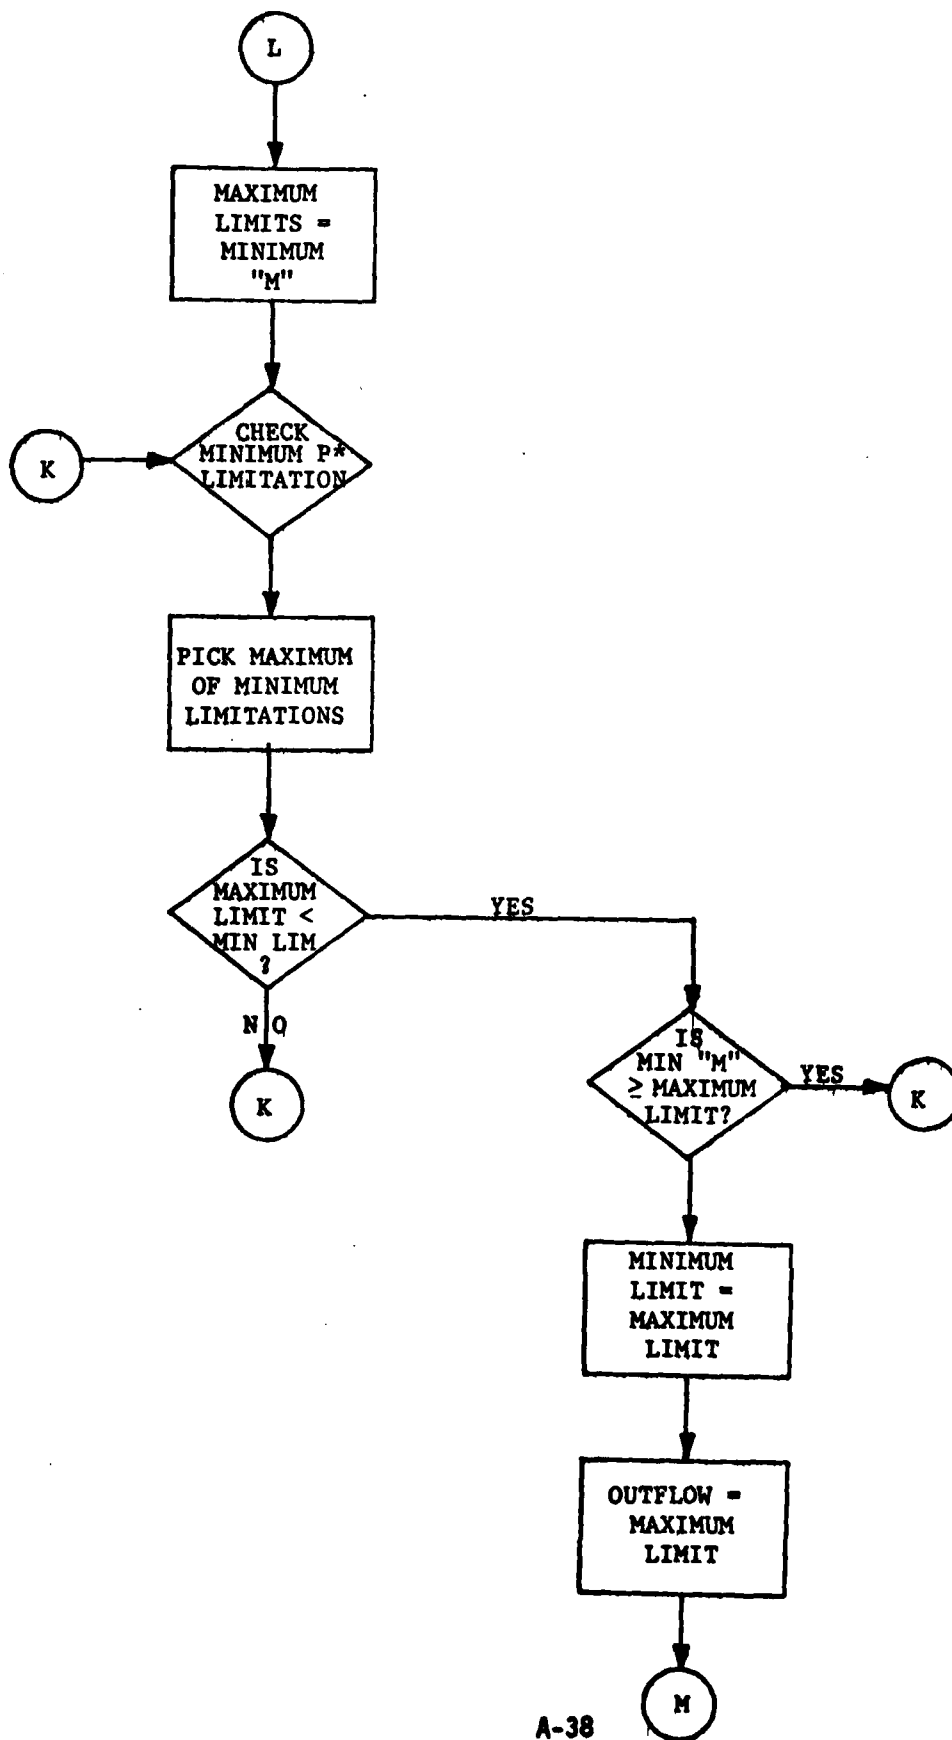 L
MAXIMUM
LIMITS =
MINIMUM
"M"
K
CHECK
MINIMUM P*
LIMITATION
PICK MAXIMUM
OF MINIMUM
LIMITATIONS
IS
MAXIMUM
LIMIT <
MIN LIM
?
YES
NO
K
IS
MIN "M"
≥ MAXIMUM
LIMIT?
YES
K
MINIMUM
LIMIT =
MAXIMUM
LIMIT
OUTFLOW =
MAXIMUM
LIMIT
M
A-38